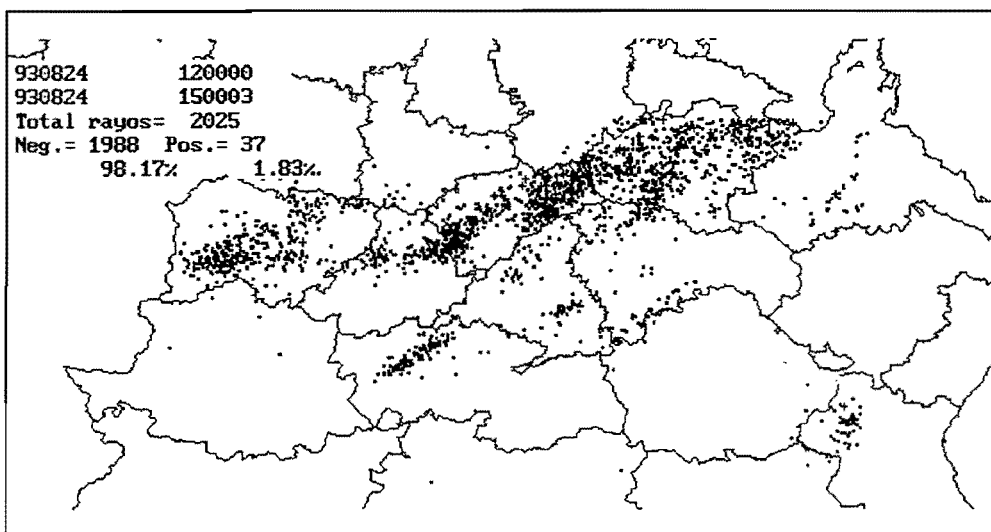 930824 120000
930824 150003
Total rayos= 2025
Neg.= 1988 Pos.= 37
98.17% 1.83%.